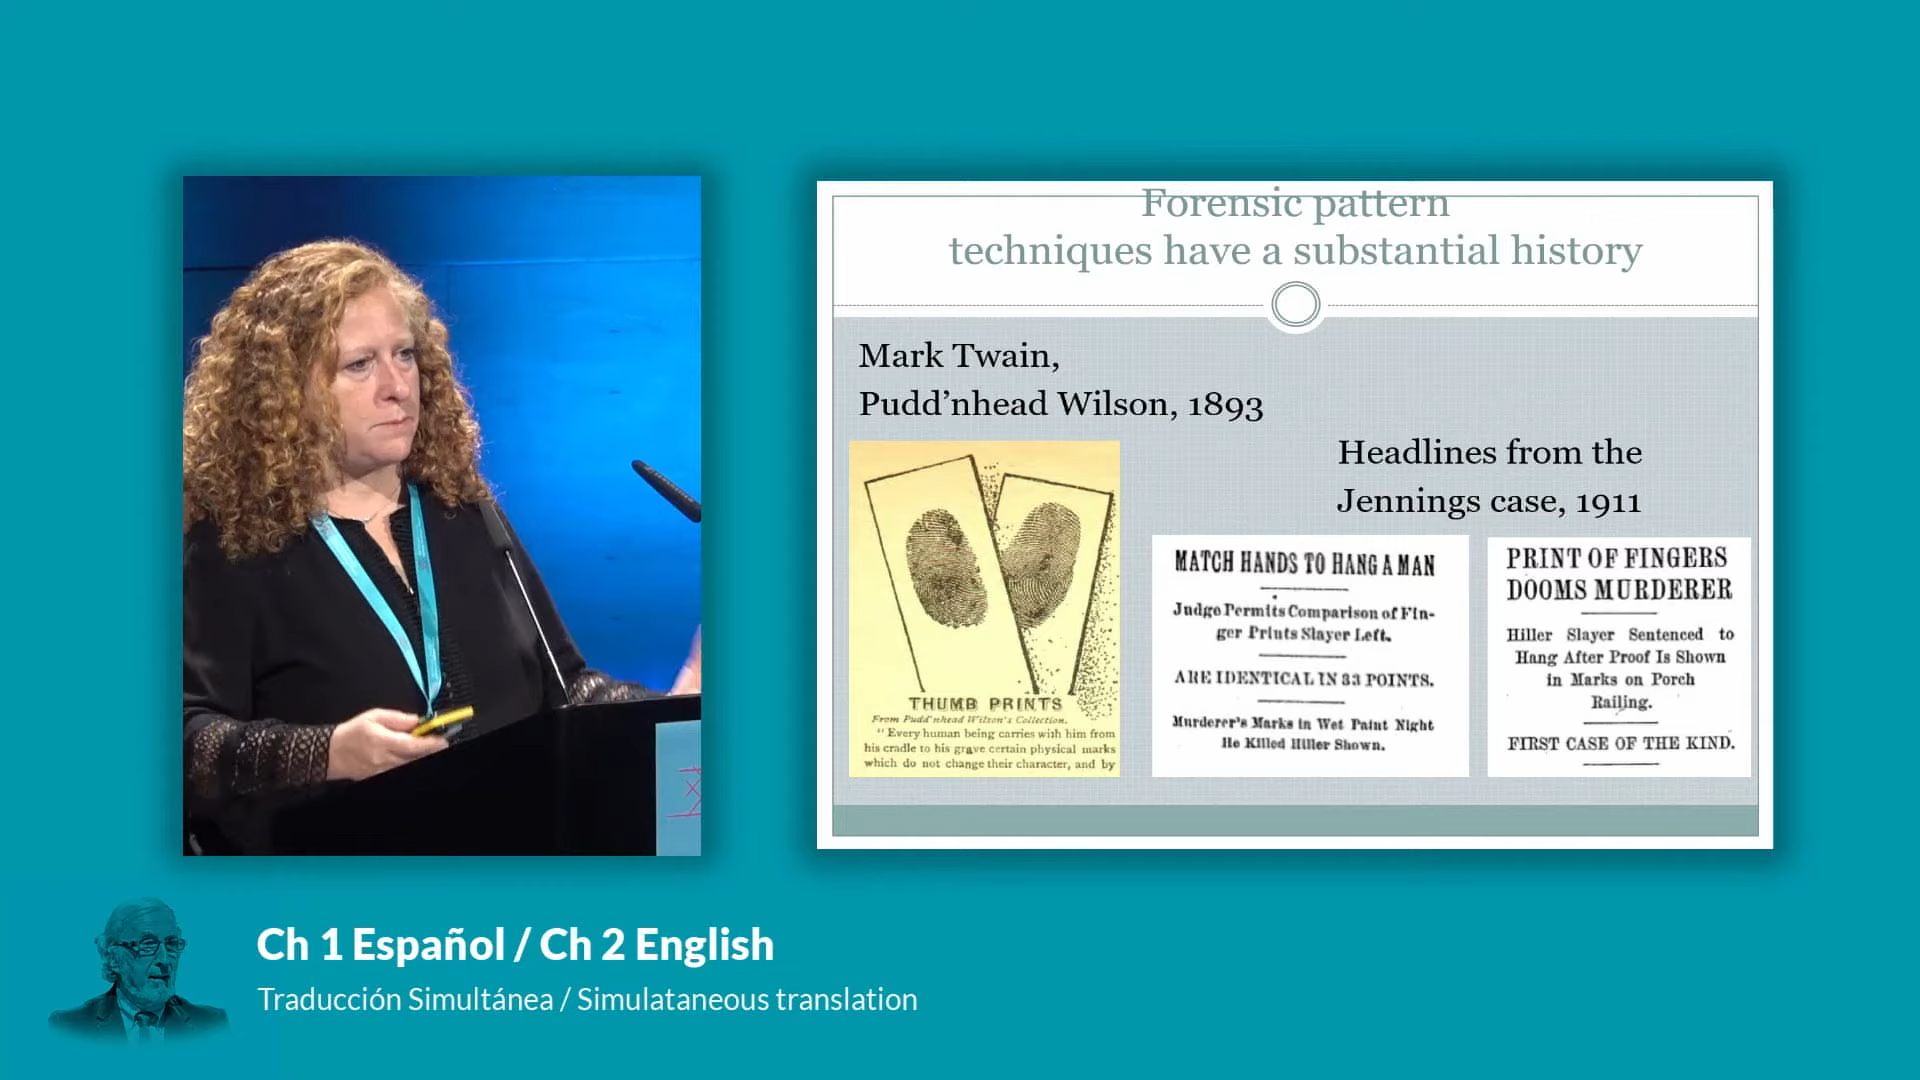 Forensic pattern
techniques have a substantial history
Mark Twain,
Pudd’nhead Wilson, 1893
Headlines from the
Jennings case, 1911
THUMB PRINTS
From Pudd'nhead Wilson's Collection.
"Every human being carries with him from
his cradle to his grave certain physical marks
which do not change their character, and by
MATCH HANDS TO HANG A MAN
Judge Permits Comparison of Fin-
ger Prints Slayer Left.
ARE IDENTICAL IN 33 POINTS.
Murderer's Marks in Wet Paint Night
He Killed Hiller Shown.
PRINT OF FINGERS
DOOMS MURDERER
Hiller Slayer Sentenced to
Hang After Proof Is Shown
in Marks on Porch
Railing.
FIRST CASE OF THE KIND.
Ch 1 Español / Ch 2 English
Traducción Simultánea / Simulataneous translation